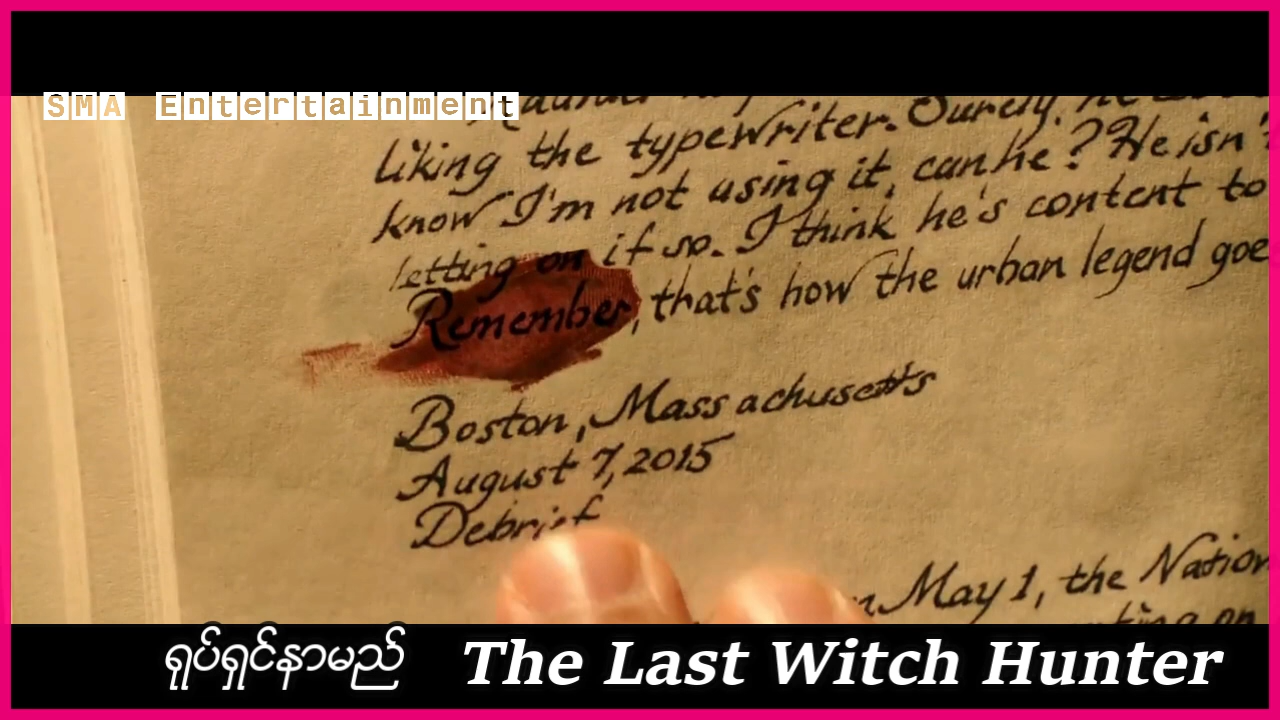 SMA Entertainment
liking the typewriter. Surely, he
know I'm not using it, can he? He isn'
letting on if so. I think he's content to
Remember, that's how the urban legend goe
Boston, Massachusetts
August 7, 2015
Debrief
May 1, the Nation
on
ရုပ်ရှင်နာမည် The Last Witch Hunter